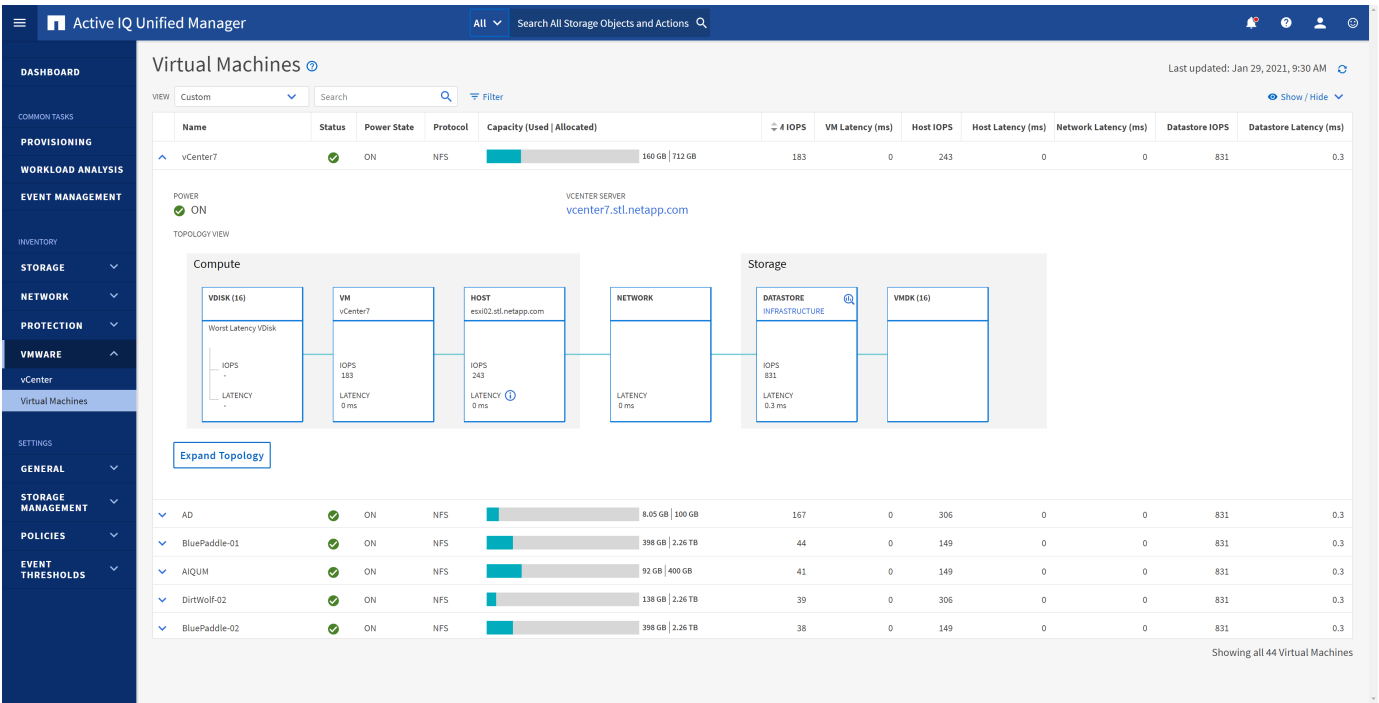 Active IQ Unified Manager
All
Search All Storage Objects and Actions
DASHBOARD
COMMON TASKS
PROVISIONING
WORKLOAD ANALYSIS
EVENT MANAGEMENT
INVENTORY
STORAGE
NETWORK
PROTECTION
VMWARE
vCenter
Virtual Machines
SETTINGS
GENERAL
STORAGE
MANAGEMENT
POLICIES
EVENT
THRESHOLDS
Virtual Machines
Last updated: Jan 29, 2021, 9:30 AM
VIEW Custom Search Filter Show / Hide
Name Status Power State Protocol Capacity (Used | Allocated) IOPS VM Latency (ms) Host IOPS Host Latency (ms) Network Latency (ms) Datastore IOPS Datastore Latency (ms)
vCenter7 ON NFS 160 GB | 712 GB 183 0 243 0 0 831 0.3
POWER
ON
VCENTER SERVER
vcenter7.stl.netapp.com
TOPOLOGY VIEW
Compute
VDISK (16)
Worst Latency VDisk
IOPS
-
LATENCY
-
VM
vCenter7
IOPS
183
LATENCY
0 ms
HOST
esxi02.stl.netapp.com
IOPS
243
LATENCY
0 ms
NETWORK
LATENCY
0 ms
Storage
DATASTORE
INFRASTRUCTURE
IOPS
831
LATENCY
0.3 ms
VMDK (16)
Expand Topology
AD ON NFS 8.05 GB | 100 GB 167 0 306 0 0 831 0.3
BluePaddle-01 ON NFS 398 GB | 2.26 TB 44 0 149 0 0 831 0.3
AIQUM ON NFS 92 GB | 400 GB 41 0 149 0 0 831 0.3
DirtWolf-02 ON NFS 138 GB | 2.26 TB 39 0 306 0 0 831 0.3
BluePaddle-02 ON NFS 398 GB | 2.26 TB 38 0 149 0 0 831 0.3
Showing all 44 Virtual Machines